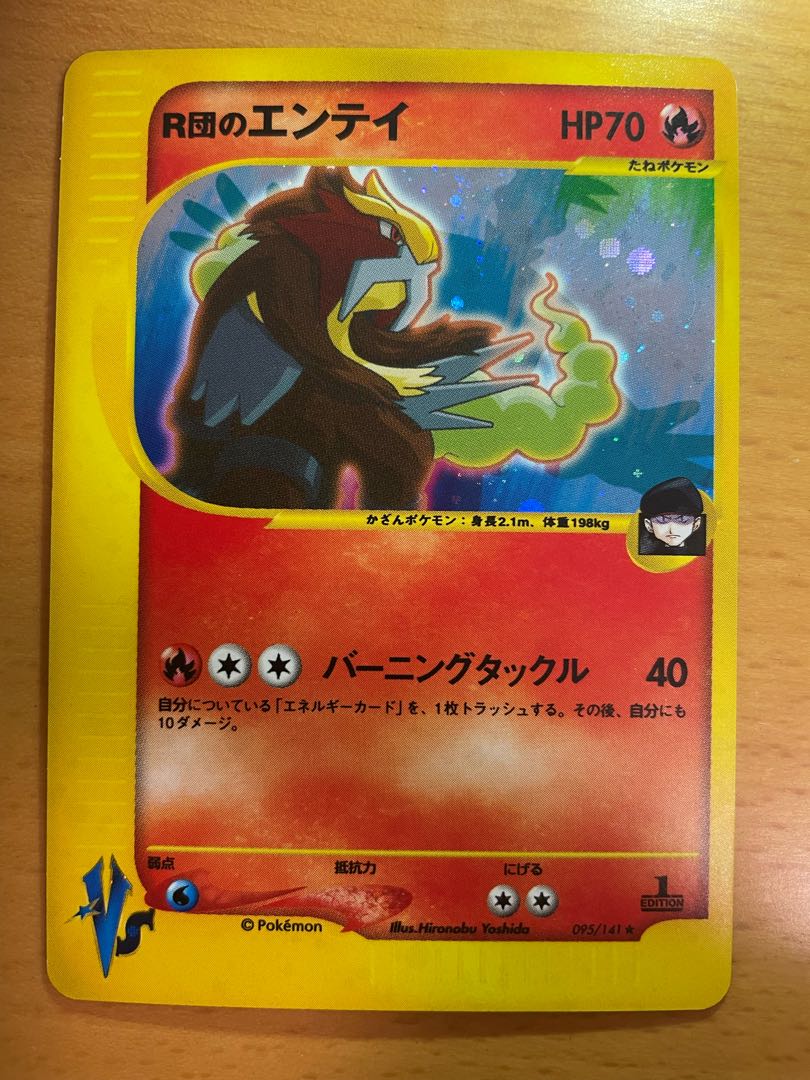 R団のエンテイ HP70
たねポケモン
かざんポケモン：身長2.1m、体重198kg
バーニングタックル 40
自分についている「エネルギーカード」を、1枚トラッシュする。その後、自分にも
10ダメージ。
弱点 抵抗力 にげる
1
EDITION
© Pokémon Illus.Hironobu Yoshida 095/141★
VS